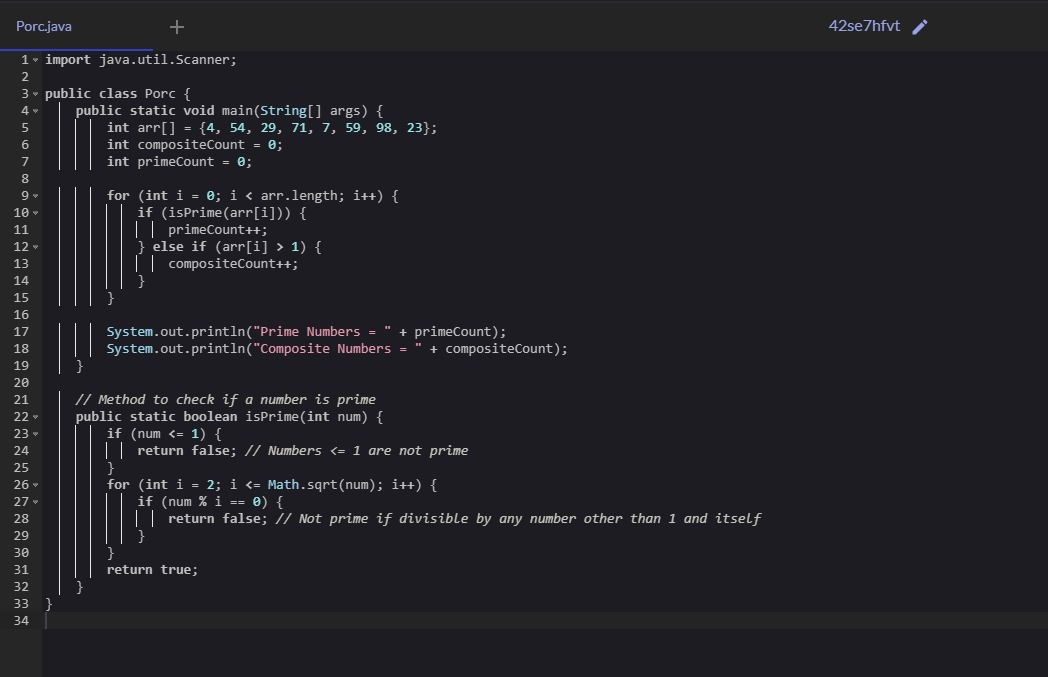 Porc.java
+
42se7hfvt
1 import java.util.Scanner;
2
3 public class Porc {
4 public static void main(String[] args) {
5 int arr[] = {4, 54, 29, 71, 7, 59, 98, 23};
6 int compositeCount = 0;
7 int primeCount = 0;
8
9 for (int i = 0; i < arr.length; i++) {
10 if (isPrime(arr[i])) {
11 primeCount++;
12 } else if (arr[i] > 1) {
13 compositeCount++;
14 }
15 }
16
17 System.out.println("Prime Numbers = " + primeCount);
18 System.out.println("Composite Numbers = " + compositeCount);
19 }
20
21 // Method to check if a number is prime
22 public static boolean isPrime(int num) {
23 if (num <= 1) {
24 return false; // Numbers <= 1 are not prime
25 }
26 for (int i = 2; i <= Math.sqrt(num); i++) {
27 if (num % i == 0) {
28 return false; // Not prime if divisible by any number other than 1 and itself
29 }
30 }
31 return true;
32 }
33 }
34